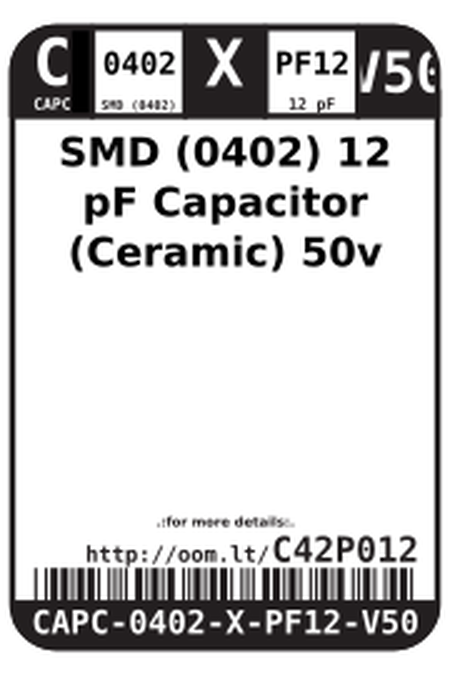 C 0402 X PF12 V50
CAPC SMD (0402) 12 pF
SMD (0402) 12
pF Capacitor
(Ceramic) 50v
.:for more details:.
http://oom.lt/C42P012
CAPC-0402-X-PF12-V50